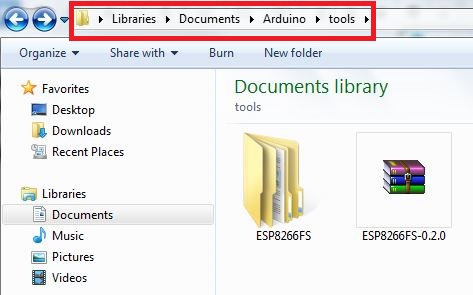 Libraries Documents Arduino tools
Organize Share with Burn New folder
Favorites
Desktop
Downloads
Recent Places
Libraries
Documents
Music
Pictures
Videos
Documents library
tools
ESP8266FS
ESP8266FS-0.2.0